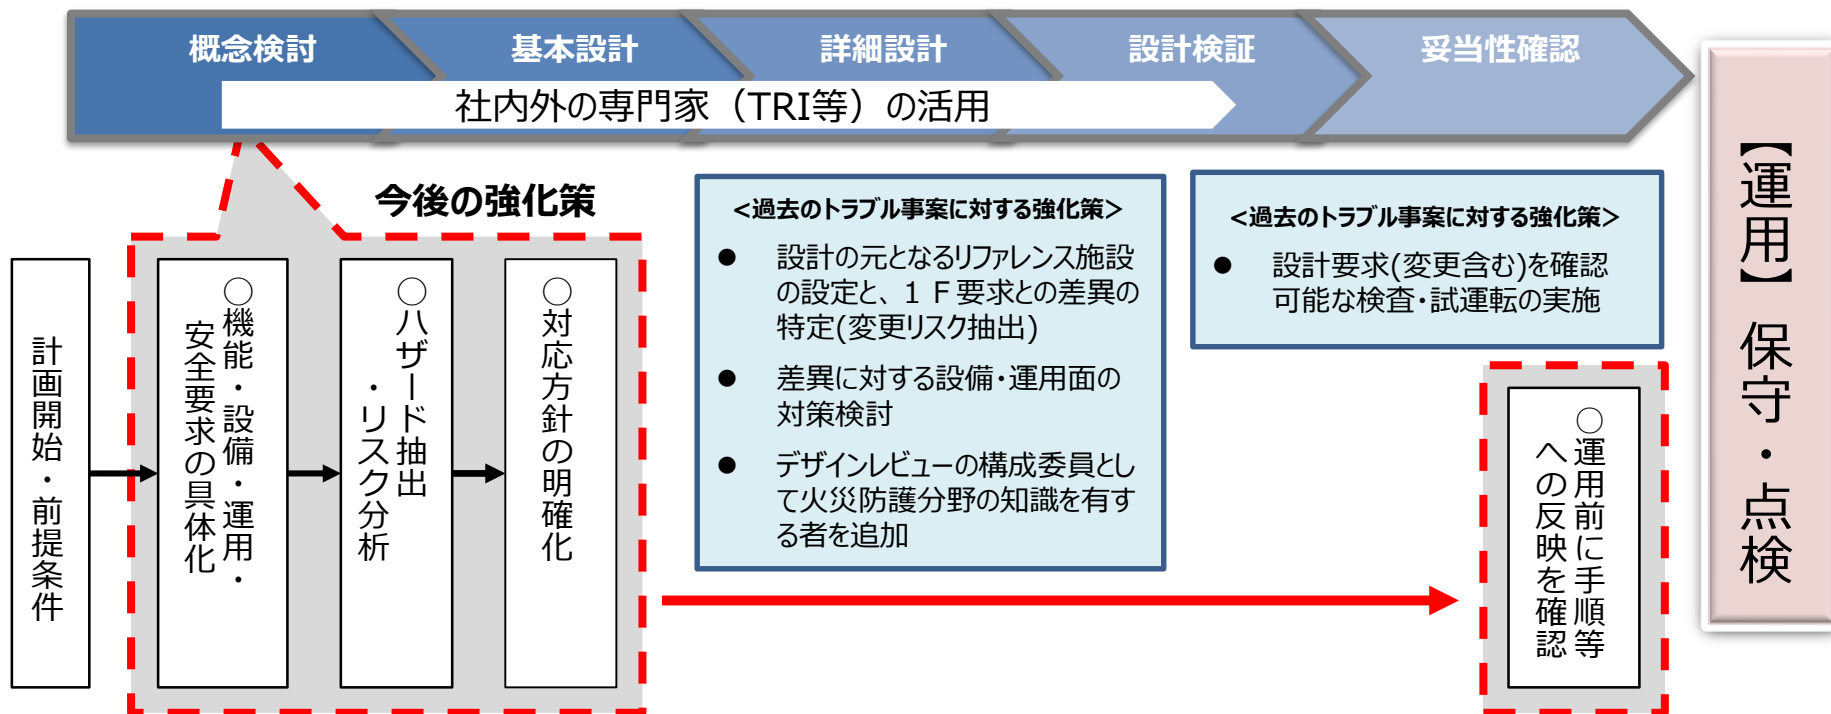 概念検討
基本設計
詳細設計
設計検証
妥当性確認
社内外の専門家（TRI等）の活用
今後の強化策
計画開始・前提条件
○機能・設備・運用・
安全要求の具体化
○ハザード抽出
・リスク分析
○対応方針の明確化
＜過去のトラブル事案に対する強化策＞
● 設計の元となるリファレンス施設
の設定と、１Ｆ要求との差異の
特定(変更リスク抽出)
● 差異に対する設備・運用面の
対策検討
● デザインレビューの構成委員とし
て火災防護分野の知識を有す
る者を追加
＜過去のトラブル事案に対する強化策＞
● 設計要求(変更含む)を確認
可能な検査・試運転の実施
○運用前に手順等
への反映を確認
【運用】保守・点検